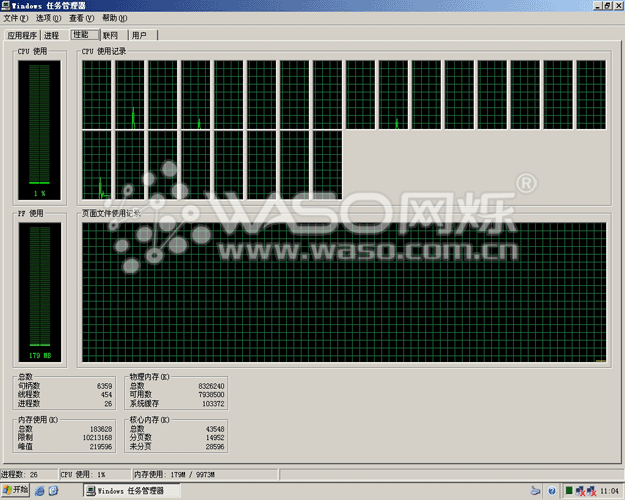 Windows 任务管理器
文件(F) 选项(O) 查看(V) 帮助(H)
应用程序 进程 性能 联网 用户
CPU 使用 CPU 使用记录
1 %
PF 使用 页面文件使用记录
179 MB
WASO网烁®
www.waso.com.cn
总数 物理内存(K)
句柄数 6359 总数 8326240
线程数 454 可用数 7938500
进程数 26 系统缓存 103372
内存使用(K) 核心内存(K)
总数 183628 总数 43548
限制 10213168 分页数 14952
峰值 219596 未分页 28596
进程数: 26 CPU 使用: 1% 内存使用: 179M / 9973M
开始 Windows 任务管理器 11:04